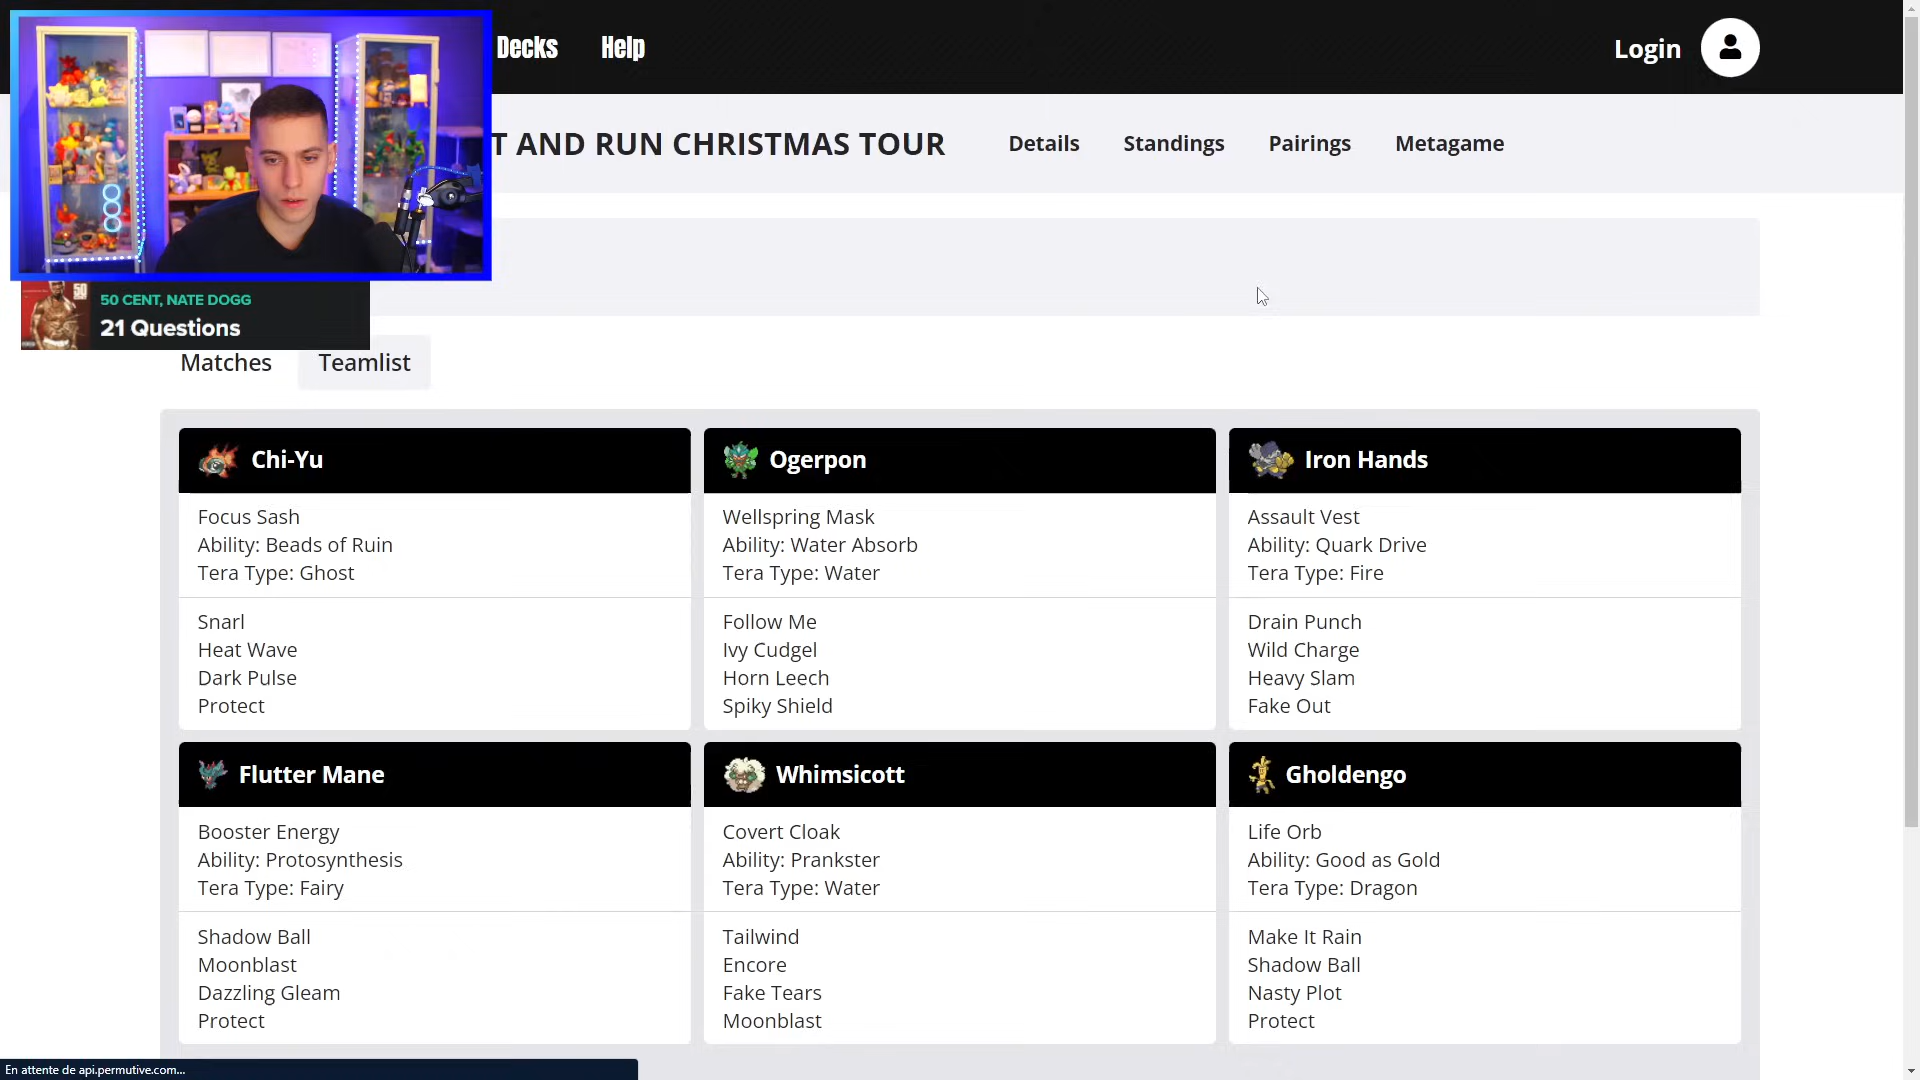 Decks
Help
Login
T AND RUN CHRISTMAS TOUR
Details
Standings
Pairings
Metagame
50
50 CENT, NATE DOGG
21 Questions
Matches
Teamlist
Chi-Yu
Focus Sash
Ability: Beads of Ruin
Tera Type: Ghost
Snarl
Heat Wave
Dark Pulse
Protect
Ogerpon
Wellspring Mask
Ability: Water Absorb
Tera Type: Water
Follow Me
Ivy Cudgel
Horn Leech
Spiky Shield
Iron Hands
Assault Vest
Ability: Quark Drive
Tera Type: Fire
Drain Punch
Wild Charge
Heavy Slam
Fake Out
Flutter Mane
Booster Energy
Ability: Protosynthesis
Tera Type: Fairy
Shadow Ball
Moonblast
Dazzling Gleam
Protect
Whimsicott
Covert Cloak
Ability: Prankster
Tera Type: Water
Tailwind
Encore
Fake Tears
Moonblast
Gholdengo
Life Orb
Ability: Good as Gold
Tera Type: Dragon
Make It Rain
Shadow Ball
Nasty Plot
Protect
En attente de api.permutive.com...